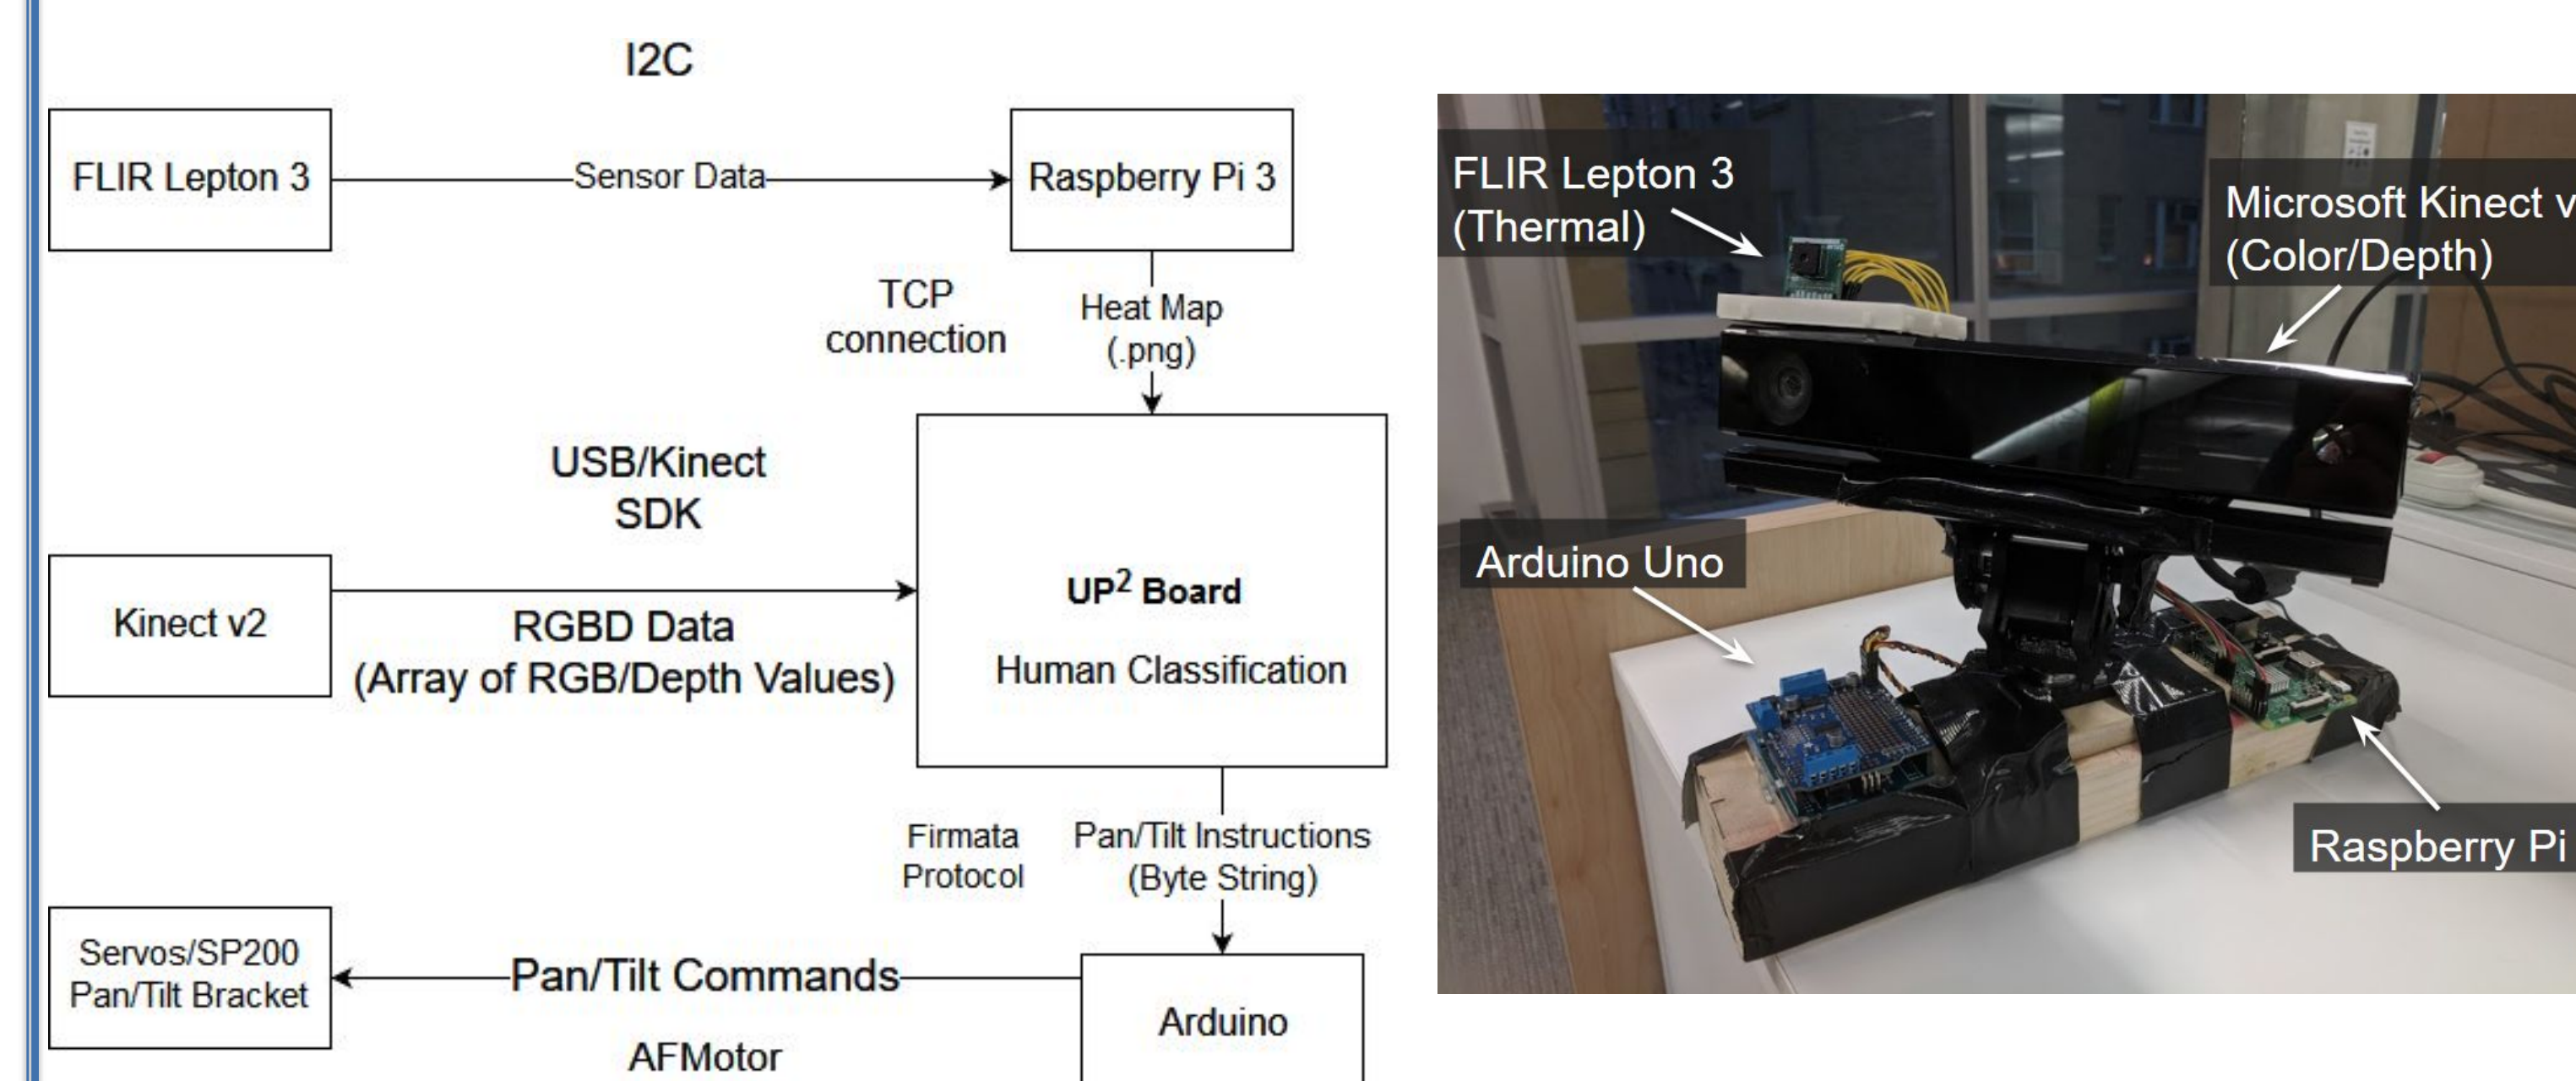 I2C
FLIR Lepton 3
Sensor Data
Raspberry Pi 3
TCP
connection
Heat Map
(.png)
USB/Kinect
SDK
Kinect v2
RGBD Data
(Array of RGB/Depth Values)
UP² Board
Human Classification
Firmata
Protocol
Pan/Tilt Instructions
(Byte String)
Servos/SP200
Pan/Tilt Bracket
Pan/Tilt Commands
AFMotor
Arduino
FLIR Lepton 3
(Thermal)
Microsoft Kinect v
(Color/Depth)
Arduino Uno
Raspberry Pi